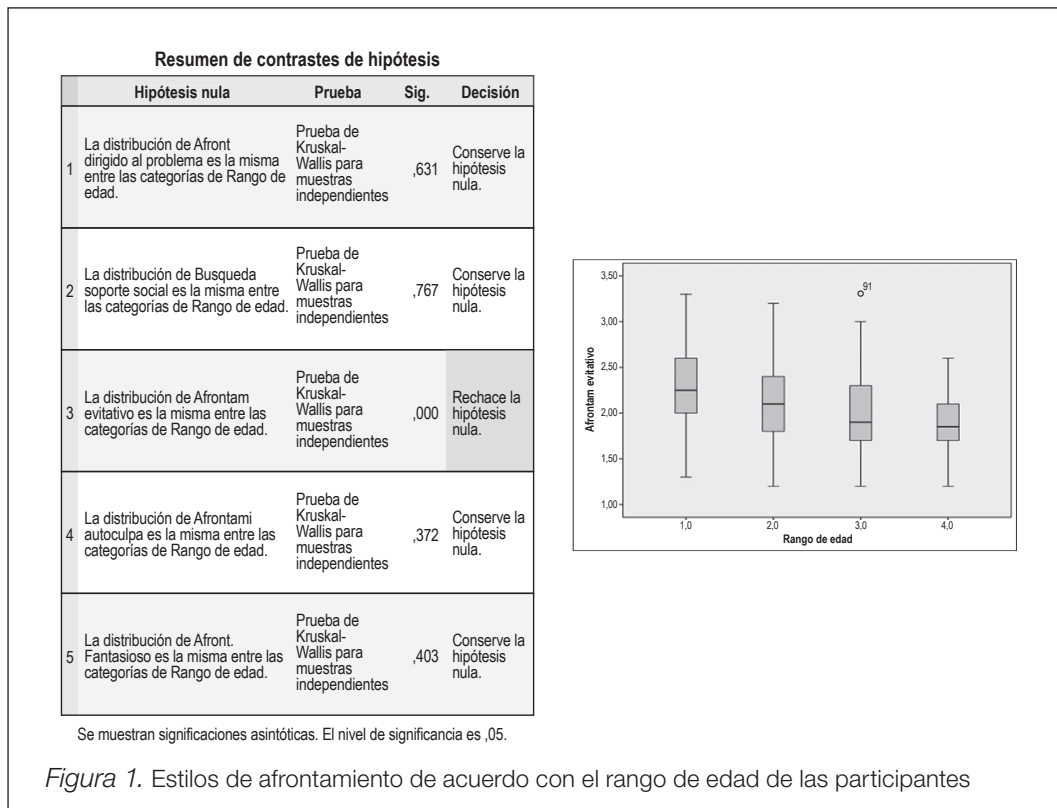 Resumen de contrastes de hipótesis
Hipótesis nula Prueba Sig. Decisión
1
La distribución de Afront
dirigido al problema es la misma
entre las categorías de Rango de
edad.
Prueba de
Kruskal-
Wallis para
muestras
independientes
,631
Conserve la
hipótesis
nula.
2
La distribución de Busqueda
soporte social es la misma entre
las categorías de Rango de edad.
Prueba de
Kruskal-
Wallis para
muestras
independientes
,767
Conserve la
hipótesis
nula.
3
La distribución de Afrontam
evitativo es la misma entre las
categorías de Rango de edad.
Prueba de
Kruskal-
Wallis para
muestras
independientes
,000
Rechace la
hipótesis
nula.
4
La distribución de Afrontami
autoculpa es la misma entre las
categorías de Rango de edad.
Prueba de
Kruskal-
Wallis para
muestras
independientes
,372
Conserve la
hipótesis
nula.
5
La distribución de Afront.
Fantasioso es la misma entre las
categorías de Rango de edad.
Prueba de
Kruskal-
Wallis para
muestras
independientes
,403
Conserve la
hipótesis
nula.
Se muestran significaciones asintóticas. El nivel de significancia es ,05.
Afrontam evitativo
3,50
3,00
2,50
2,00
1,50
1,00
91
1,0 2,0 3,0 4,0
Rango de edad
Figura 1. Estilos de afrontamiento de acuerdo con el rango de edad de las participantes